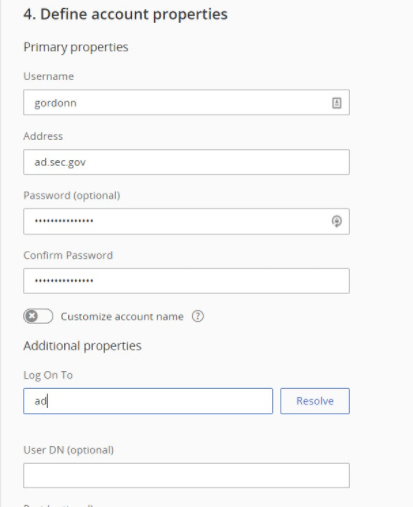 4. Define account properties
Primary properties
Username
gordonn
Address
ad.sec.gov
Password (optional)
•••••••••••••••
Confirm Password
•••••••••••••••
Customize account name ?
Additional properties
Log On To
ad
Resolve
User DN (optional)